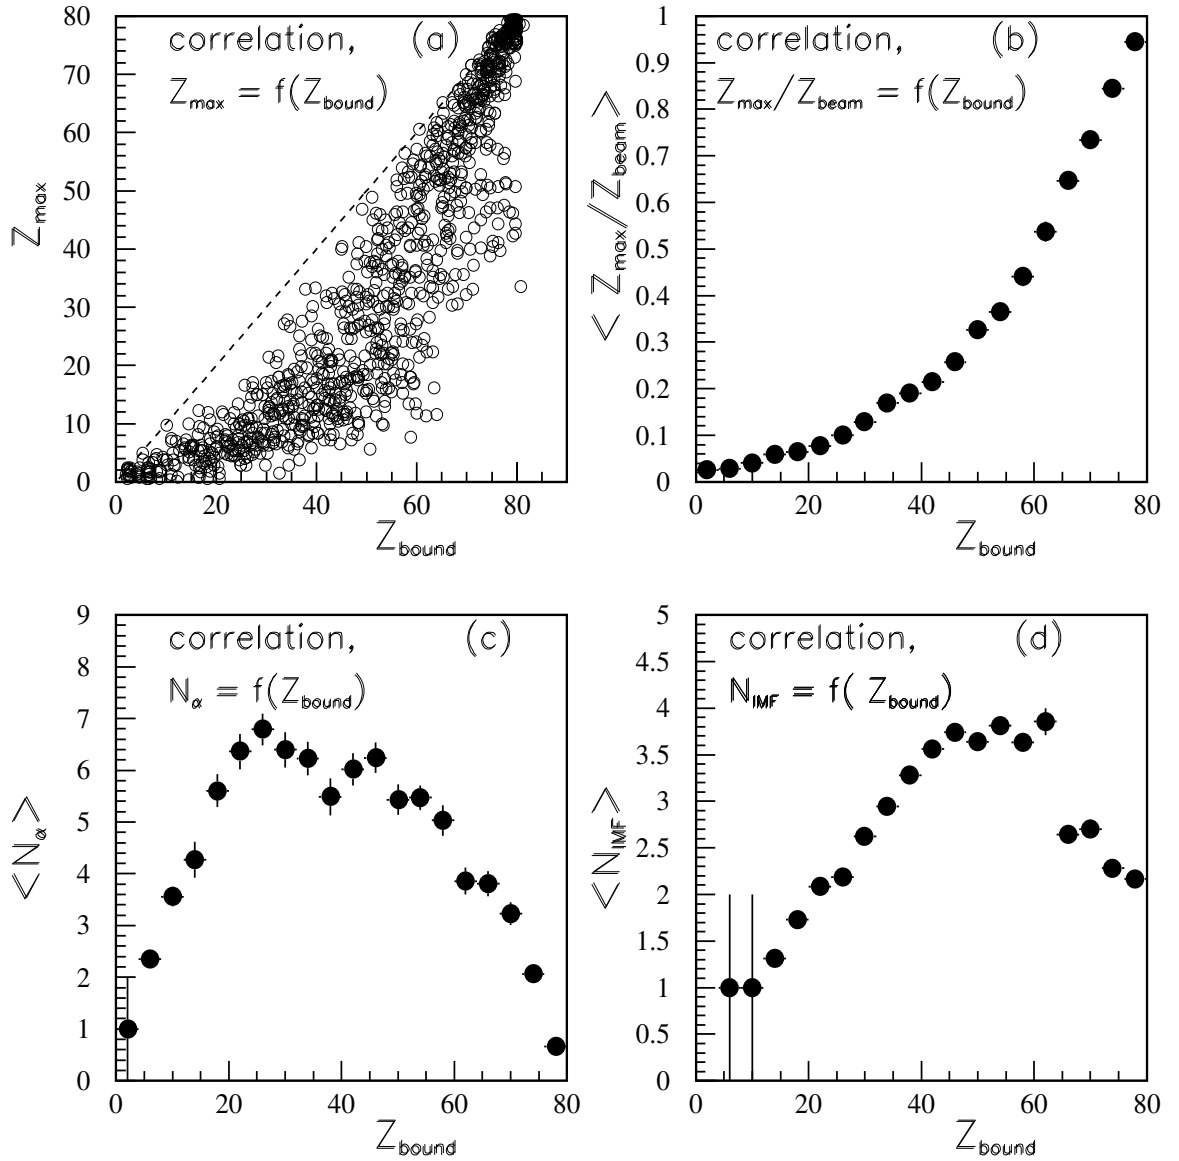 correlation, (a)
Z_max = f(Z_bound)
80
70
60
50
40
30
20
10
0
Z_max
0 20 40 60 80
Z_bound
correlation, (b)
Z_max/Z_beam = f(Z_bound)
1
0.9
0.8
0.7
0.6
0.5
0.4
0.3
0.2
0.1
0
< Z_max/Z_beam >
0 20 40 60 80
Z_bound
correlation, (c)
N_α = f(Z_bound)
9
8
7
6
5
4
3
2
1
0
<N_α>
0 20 40 60 80
Z_bound
correlation, (d)
N_IMF = f( Z_bound)
5
4.5
4
3.5
3
2.5
2
1.5
1
0.5
0
<N_IMF>
0 20 40 60 80
Z_bound